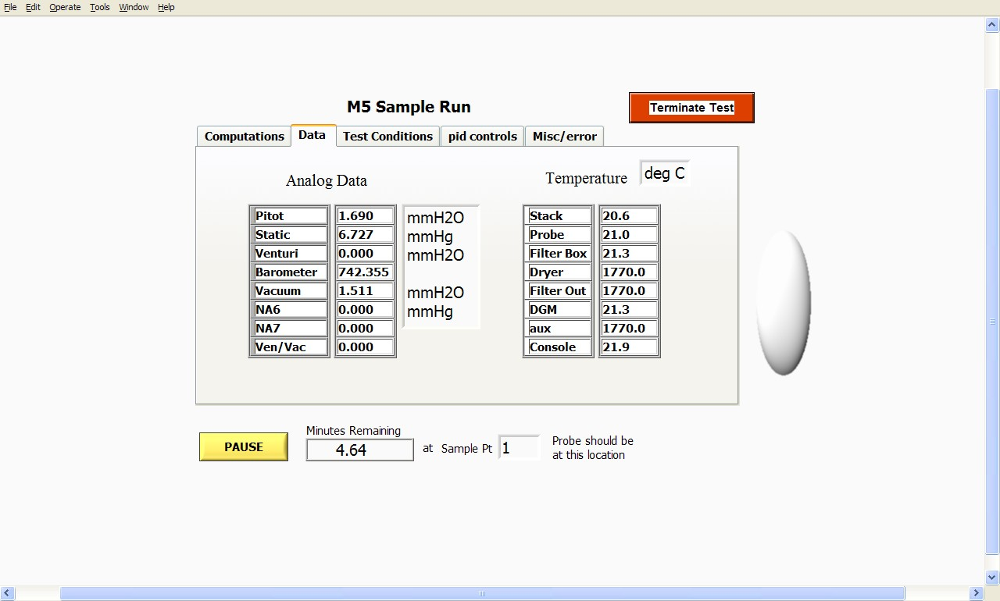 File Edit Operate Tools Window Help
M5 Sample Run
Terminate Test
Computations Data Test Conditions pid controls Misc/error
Analog Data
Temperature deg C
Pitot 1.690 mmH2O
Static 6.727 mmHg
Venturi 0.000 mmH2O
Barometer 742.355
Vacuum 1.511 mmH2O
NA6 0.000 mmHg
NA7 0.000
Ven/Vac 0.000
Stack 20.6
Probe 21.0
Filter Box 21.3
Dryer 1770.0
Filter Out 1770.0
DGM 21.3
aux 1770.0
Console 21.9
PAUSE
Minutes Remaining
4.64 at Sample Pt 1
Probe should be
at this location